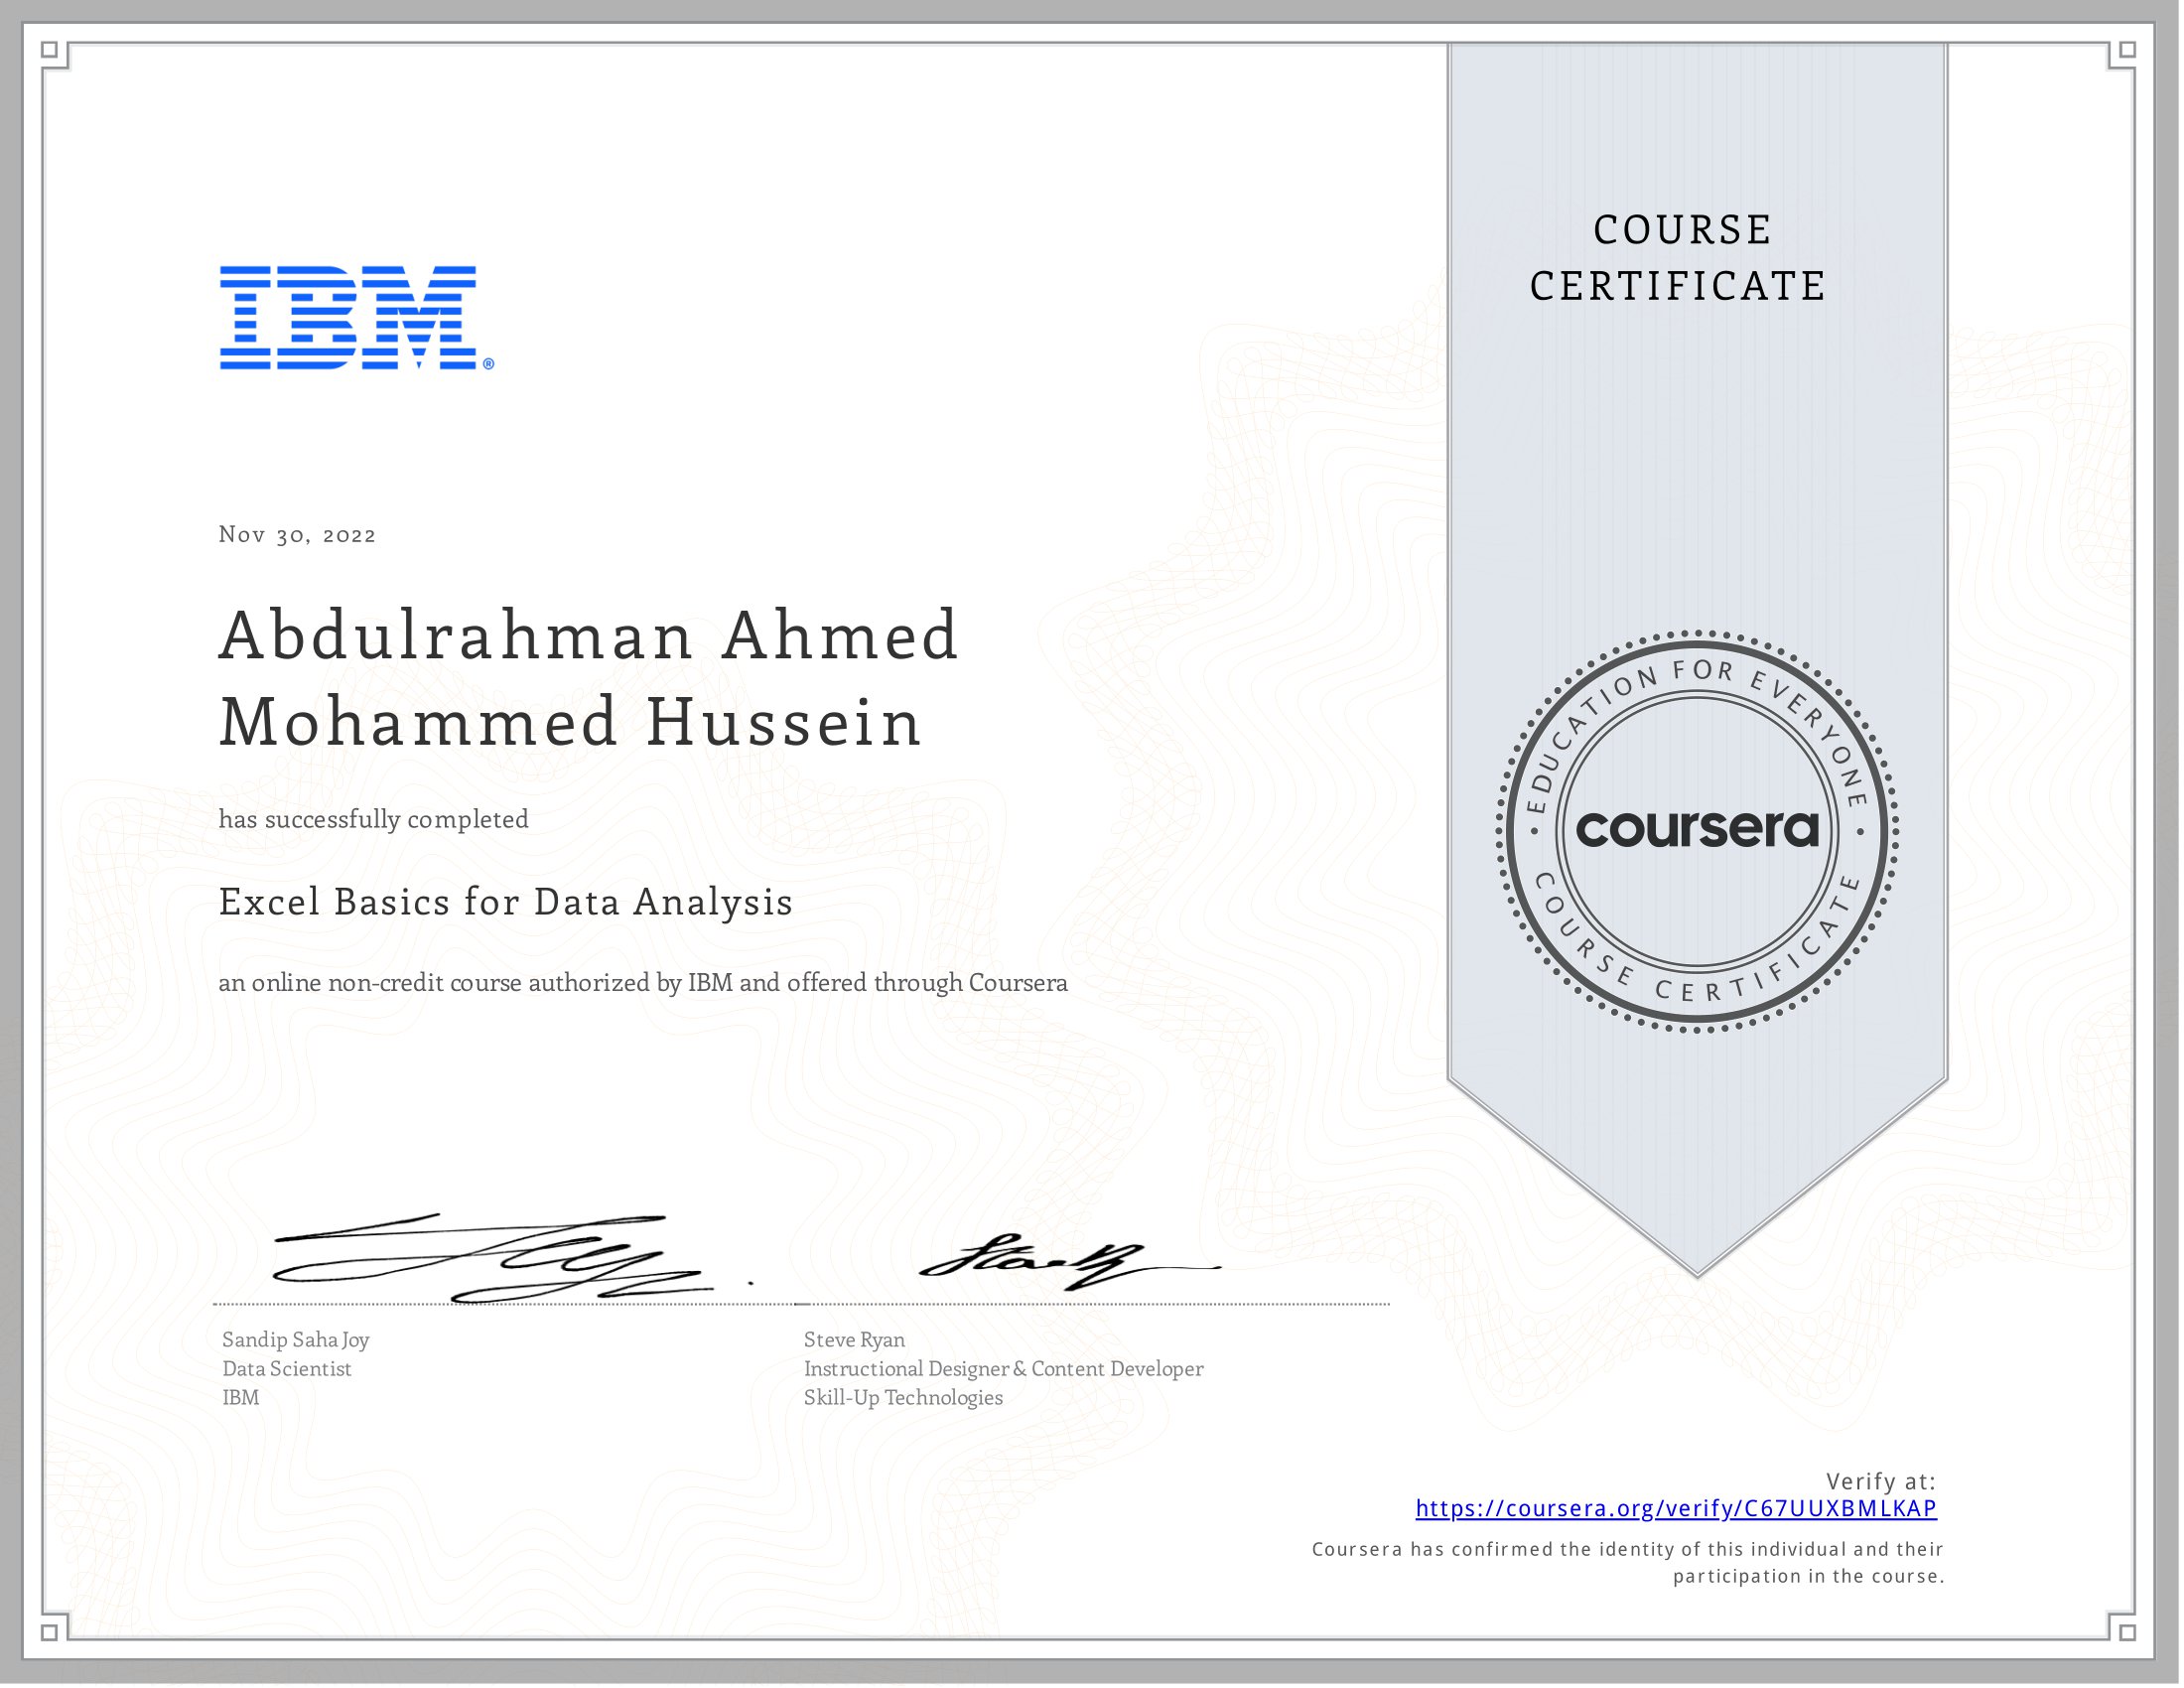 COURSE
CERTIFICATE
IBM®
Nov 30, 2022
Abdulrahman Ahmed
Mohammed Hussein
has successfully completed
Excel Basics for Data Analysis
an online non-credit course authorized by IBM and offered through Coursera
• EDUCATION FOR EVERYONE •
coursera
COURSE CERTIFICATE
Sandip Saha Joy
Data Scientist
IBM
Steve Ryan
Instructional Designer & Content Developer
Skill-Up Technologies
Verify at:
https://coursera.org/verify/C67UUXBMLKAP
Coursera has confirmed the identity of this individual and their
participation in the course.